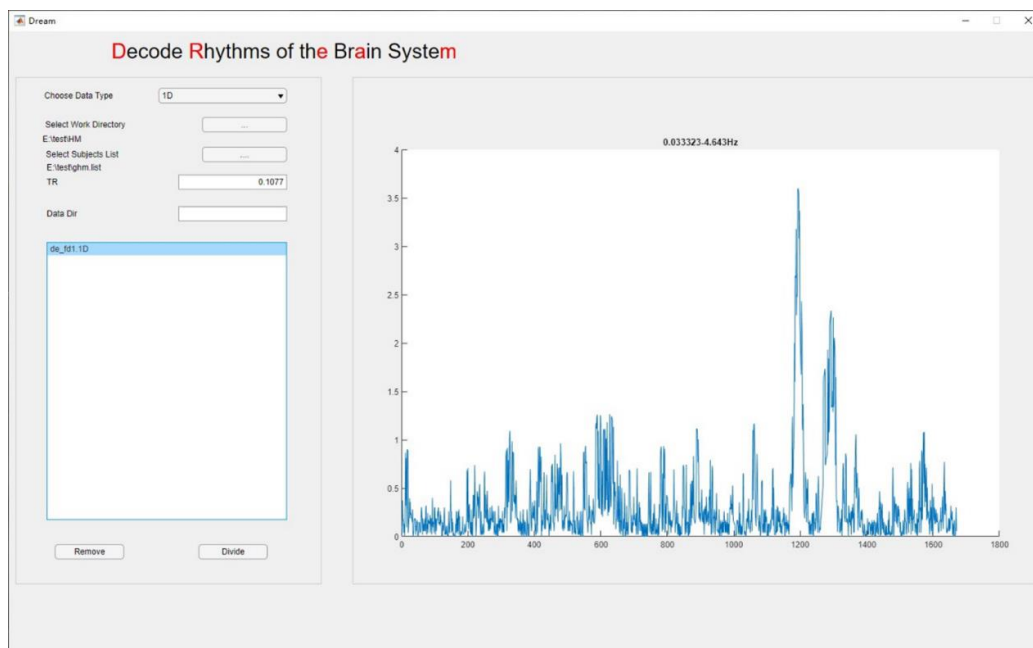 Dream
Decode Rhythms of the Brain System
Choose Data Type
1D
Select Work Directory
...
E:\test\HM
Select Subjects List
....
E:\test\ghm.list
TR
0.1077
Data Dir
de_fd1.1D
Remove
Divide
0.033323-4.643Hz
4
3.5
3
2.5
2
1.5
1
0.5
0
0 200 400 600 800 1000 1200 1400 1600 1800